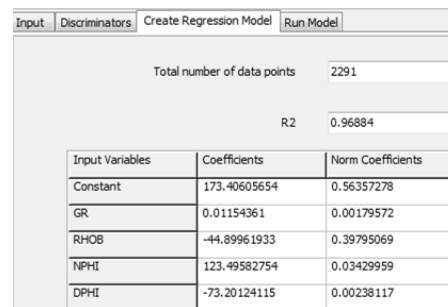 Input Discriminators Create Regression Model Run Model
Total number of data points 2291
R2 0.96884
Input Variables Coefficients Norm Coefficients
Constant 173.40605654 0.56357278
GR 0.01154361 0.00179572
RHOB -44.89961933 0.39795069
NPHI 123.49582754 0.03429959
DPHI -73.20124115 0.00238117